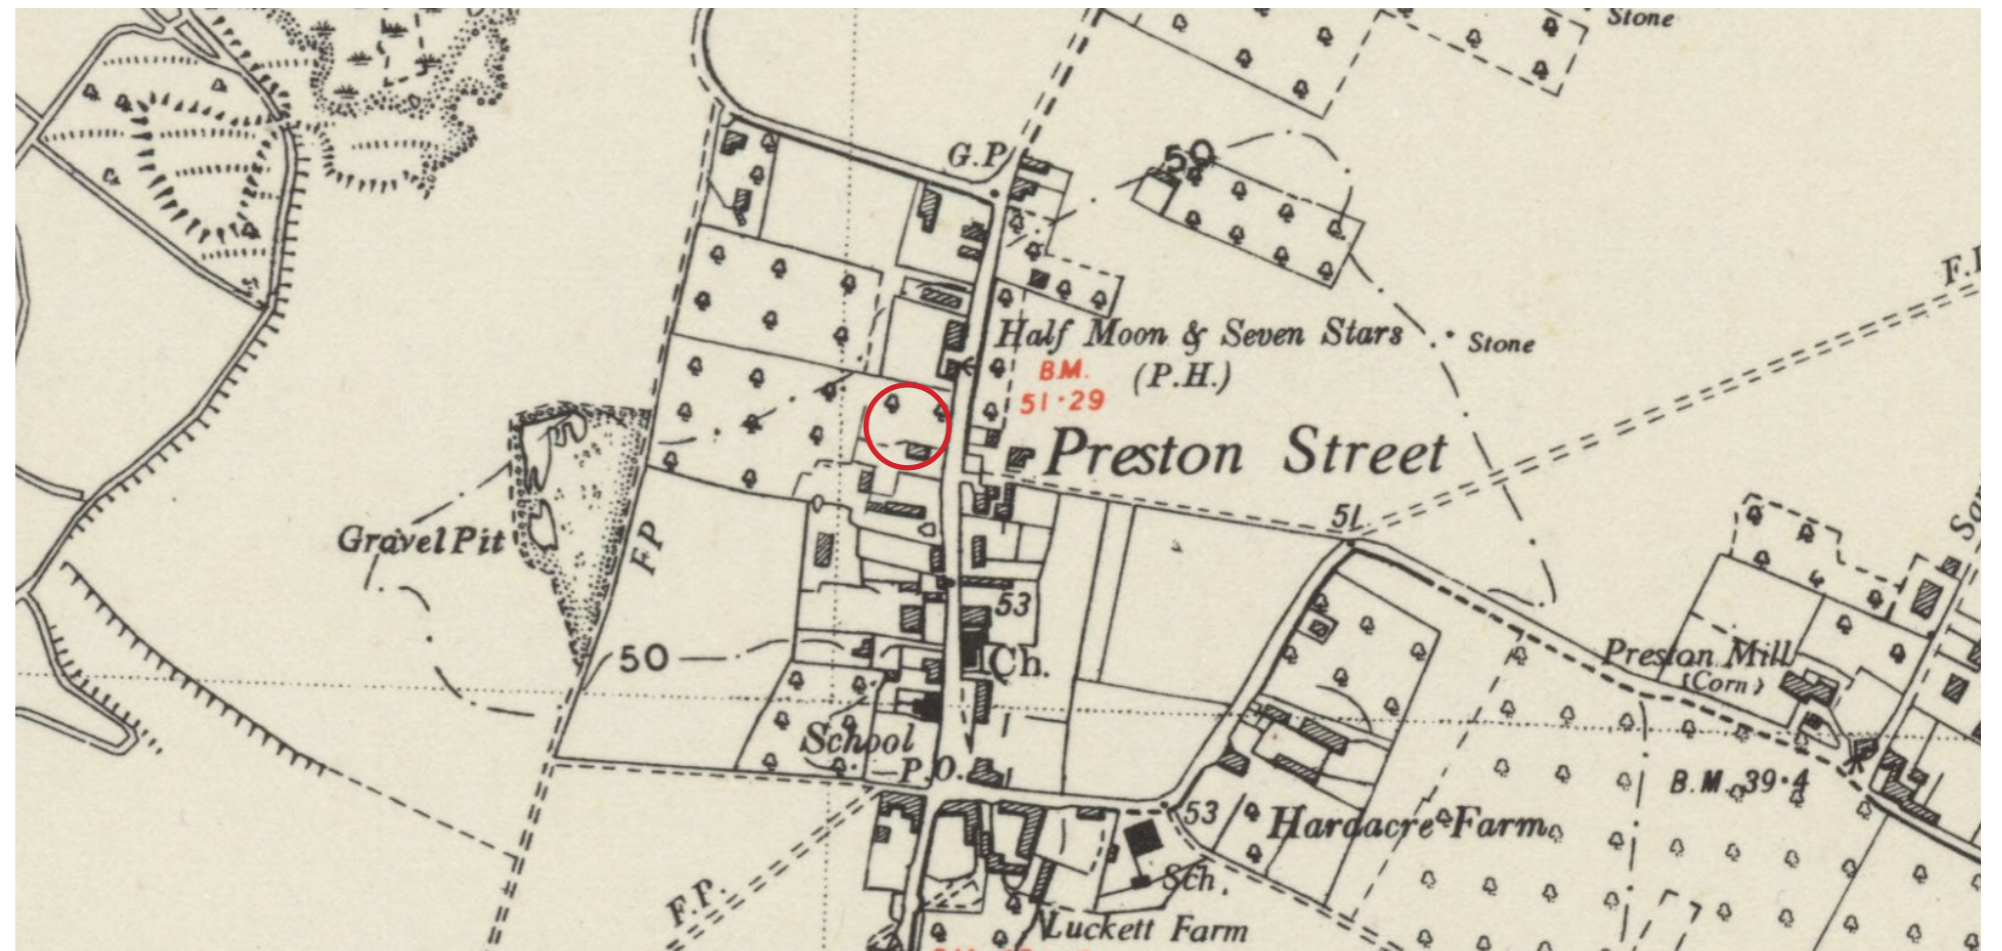 Stone
G.P
50
F.P
Half Moon & Seven Stars
(P.H.)
Stone
B.M.
51·29
Preston Street
51
Gravel Pit
F P
53
50
Ch.
Preston Mill
(Corn)
School
P.O.
B.M. 39·4
53
Hardacre Farm
Sch.
F.P.
Luckett Farm